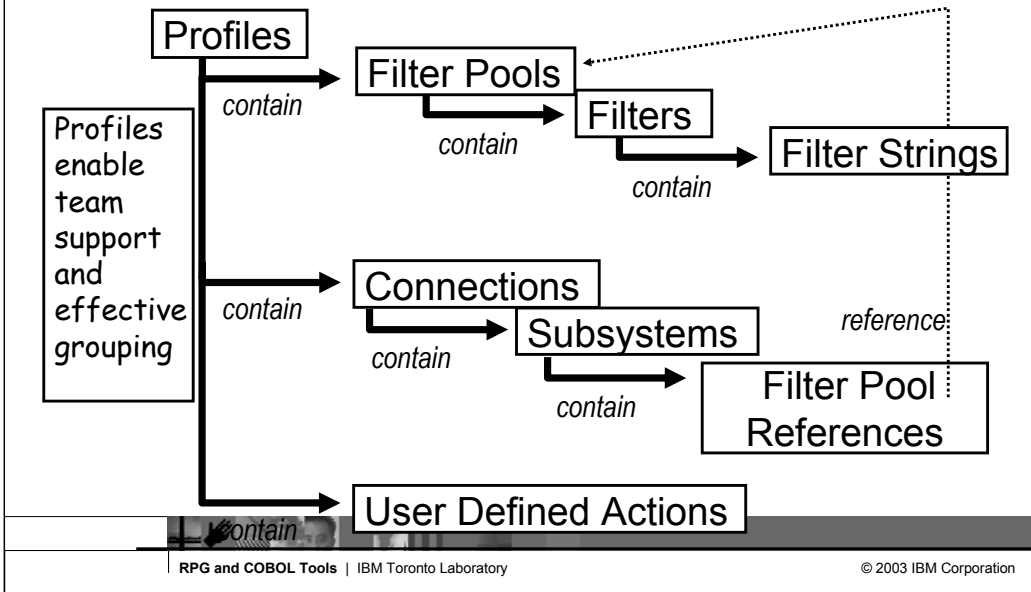 Profiles
contain
Filter Pools
contain
Filters
contain
Filter Strings
Profiles
enable
team
support
and
effective
grouping
contain
Connections
contain
Subsystems
contain
reference
Filter Pool
References
contain
User Defined Actions
RPG and COBOL Tools | IBM Toronto Laboratory
© 2003 IBM Corporation